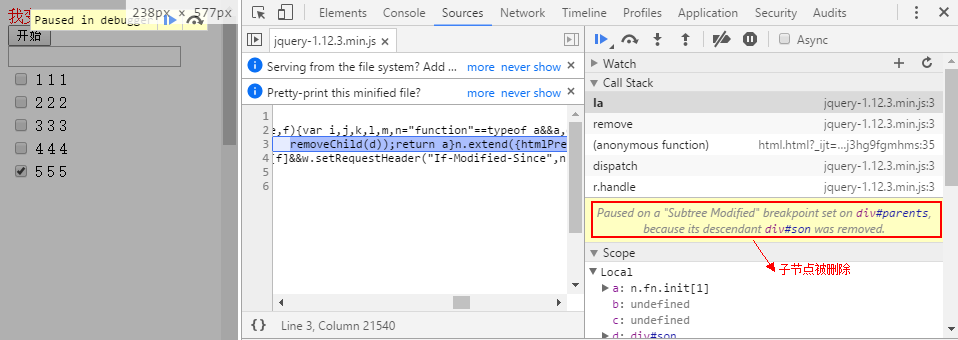 我
Paused in debugger
238px × 577px
开始
1 1 1
2 2 2
3 3 3
4 4 4
5 5 5
Elements Console Sources Network Timeline Profiles Resources Security Audits
jquery-1.12.3.min.js ×
Serving from the file system? Add ... more never show ×
Pretty-print this minified file? more never show ×
1
2 e,f){var i,j,k,l,m,n="function"==typeof a&&a,
3 removeChild(d));return a}n.extend({htmlPre
4 [f]&&w.setRequestHeader("If-Modified-Since",n
5
6
{} Line 3, Column 21540
Async
Watch
Call Stack
la jquery-1.12.3.min.js:3
remove jquery-1.12.3.min.js:3
(anonymous function) html.html?_ijt=...j3hg9fgmhms:35
dispatch jquery-1.12.3.min.js:3
r.handle jquery-1.12.3.min.js:3
Paused on a "Subtree Modified" breakpoint set on div#parents,
because its descendant div#son was removed.
Scope
子节点被删除
Local
a: n.fn.init[1]
b: undefined
c: undefined
d: div#son